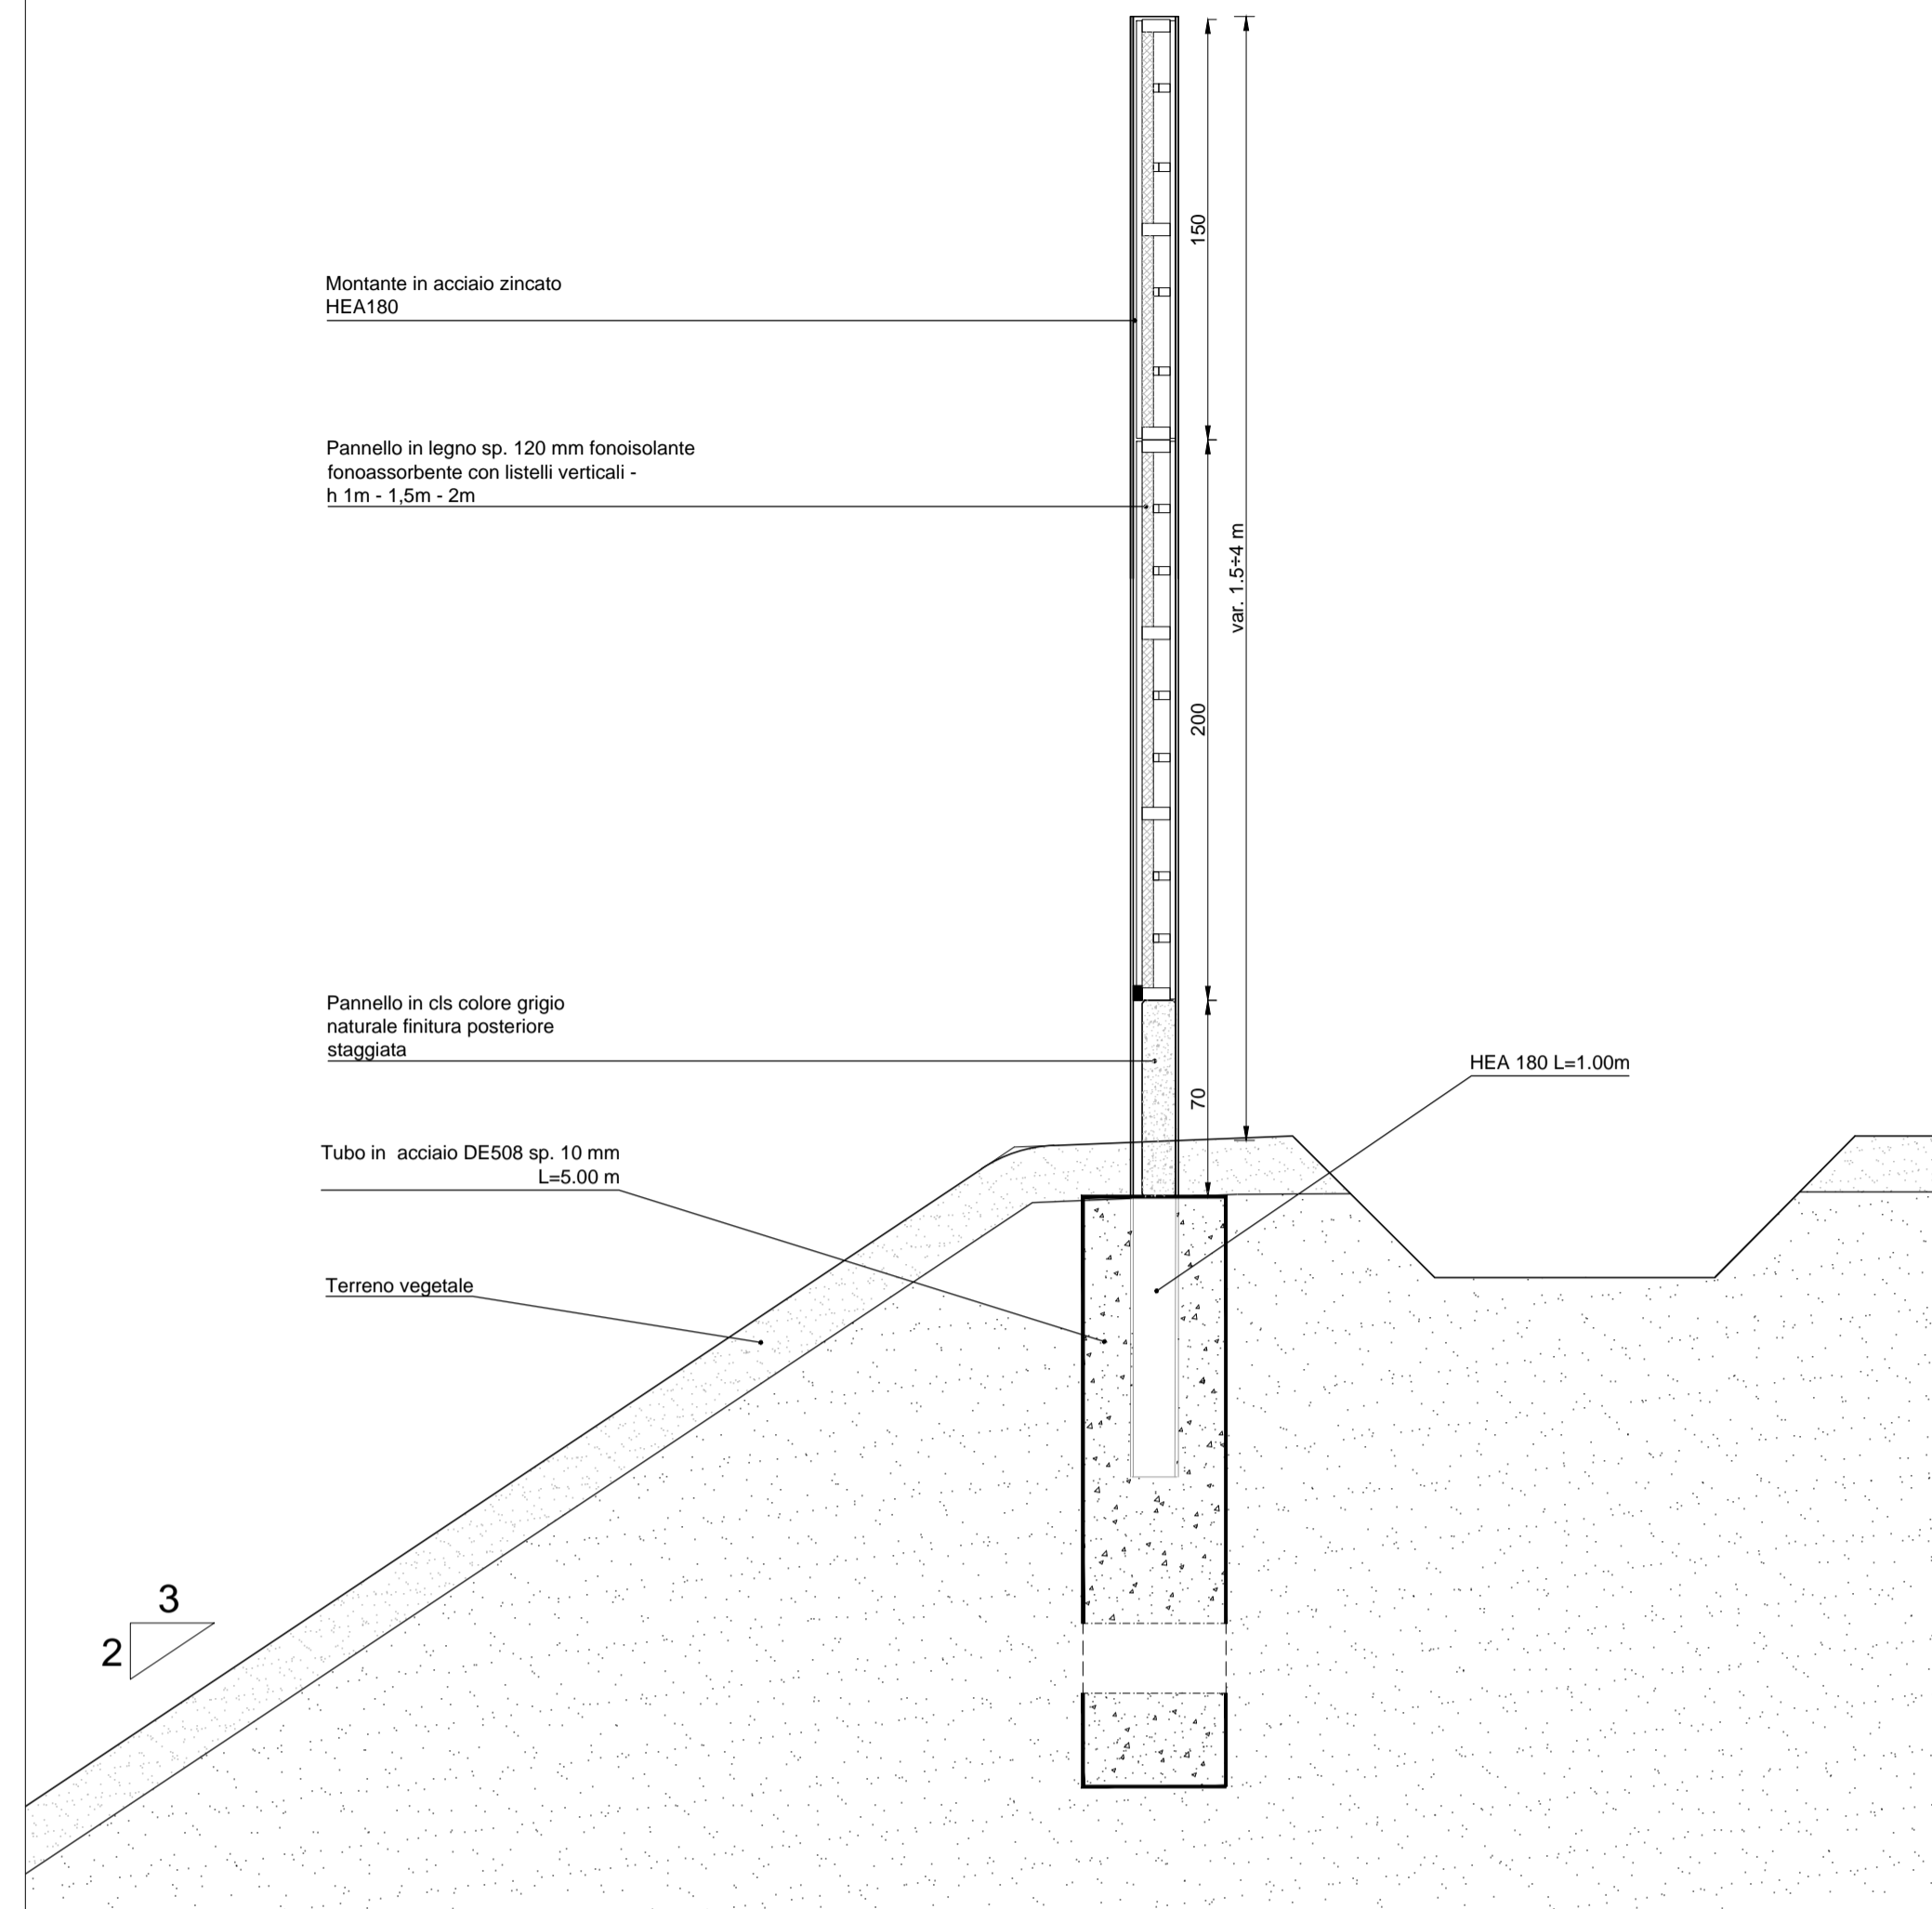 150
Montante in acciaio zincato
HEA180
Pannello in legno sp. 120 mm fonoisolante
fonoassorbente con listelli verticali -
h 1m - 1,5m - 2m
var. 1.5÷4 m
200
Pannello in cls colore grigio
naturale finitura posteriore
staggiata
HEA 180 L=1.00m
70
Tubo in  acciaio DE508 sp. 10 mm
L=5.00 m
Terreno vegetale
3
2